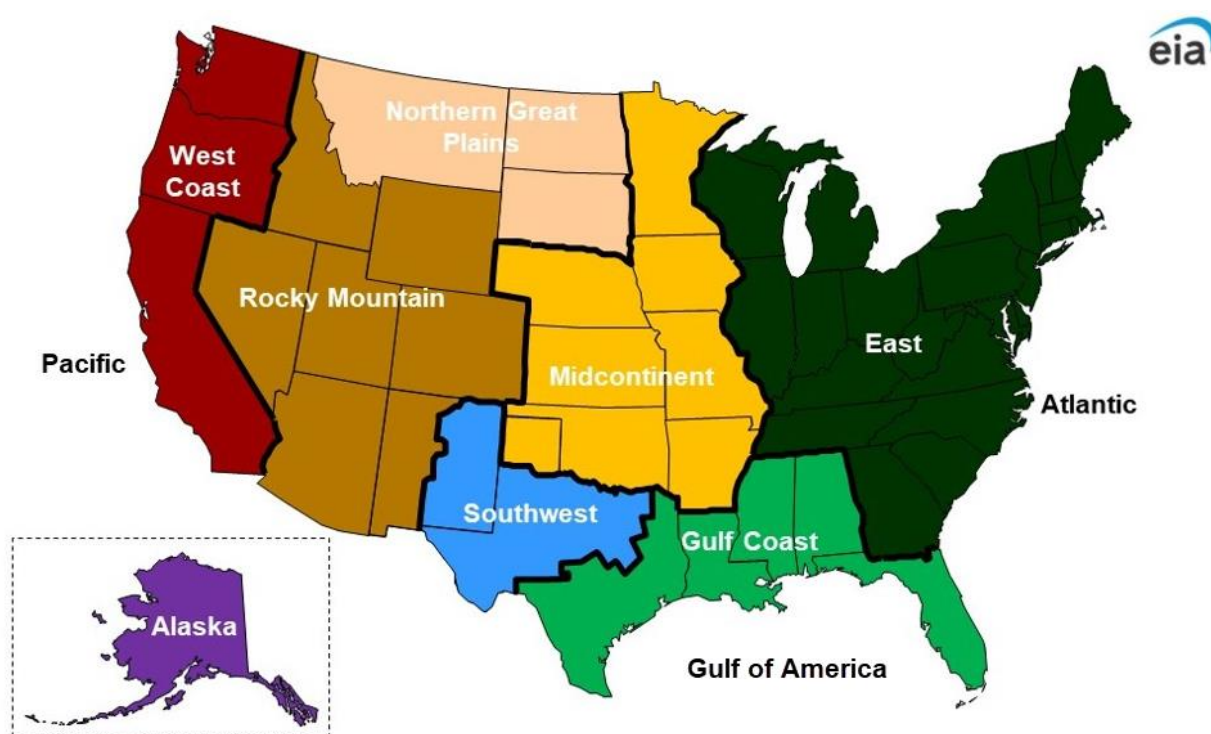 eia
Northern Great
Plains
West
Coast
Rocky Mountain
Pacific
Midcontinent
East
Atlantic
Southwest
Gulf Coast
Alaska
Gulf of America